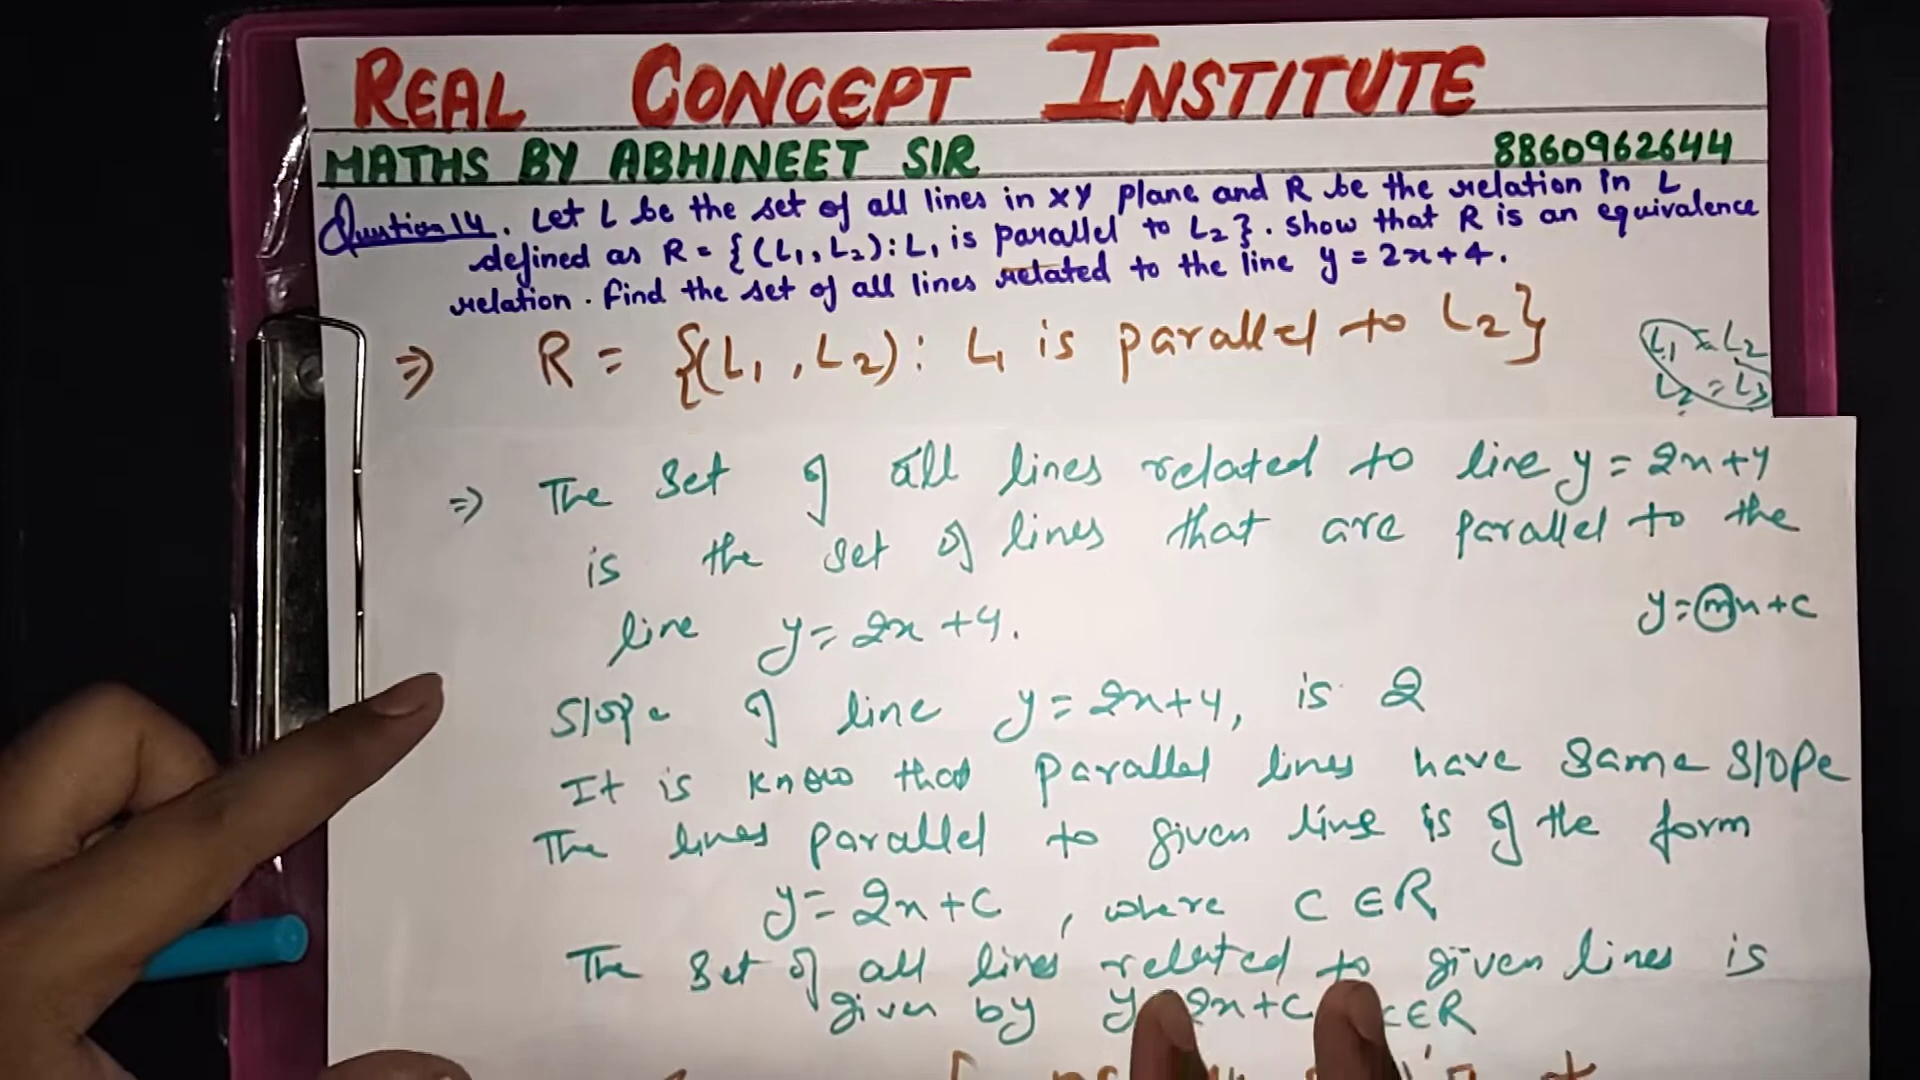 REAL CONCEPT INSTITUTE
MATHS BY ABHINEET SIR 8860962644
Question 14. Let L be the set of all lines in XY plane and R be the relation in L
defined as R = {(L₁, L₂): L₁ is parallel to L₂}. Show that R is an equivalence
relation. Find the set of all lines related to the line y = 2x+4.
⇒ R = {(L₁, L₂): L₁ is parallel to L₂}
L₁ = L₂
L₂ = L₃
⇒ The set of all lines related to line y = 2x+4
is the set of lines that are parallel to the
line y = 2x+4.
y = mx+c
Slope of line y = 2x+4, is 2
It is know that parallel lines have same slope
The lines parallel to given line is of the form
y = 2x+c, where c ∈ R
The set of all lines related to given lines is
given by y 2x+c c∈R